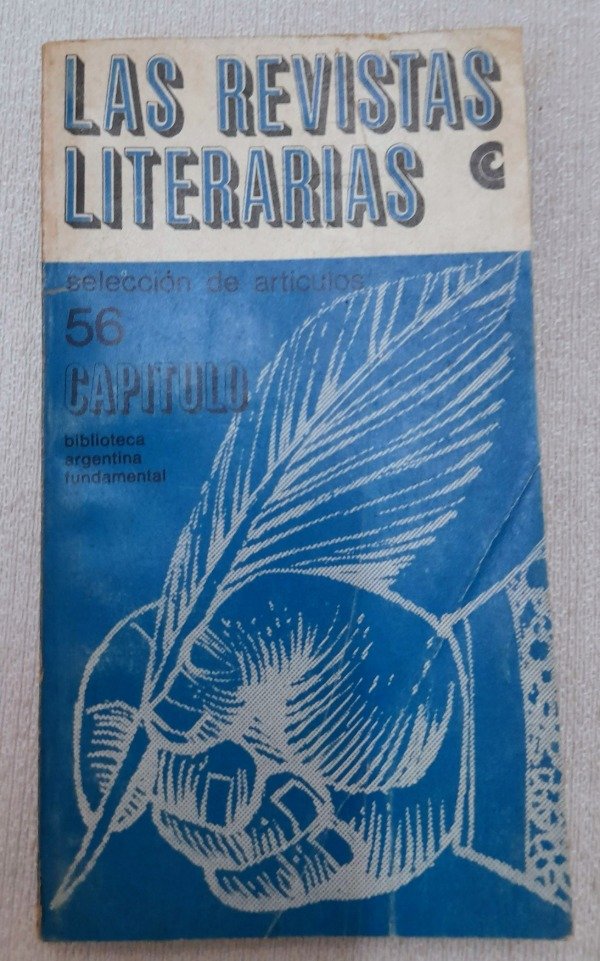 LAS REVISTAS
LITERARIAS
selección de artículos
56
CAPITULO
biblioteca
argentina
fundamental